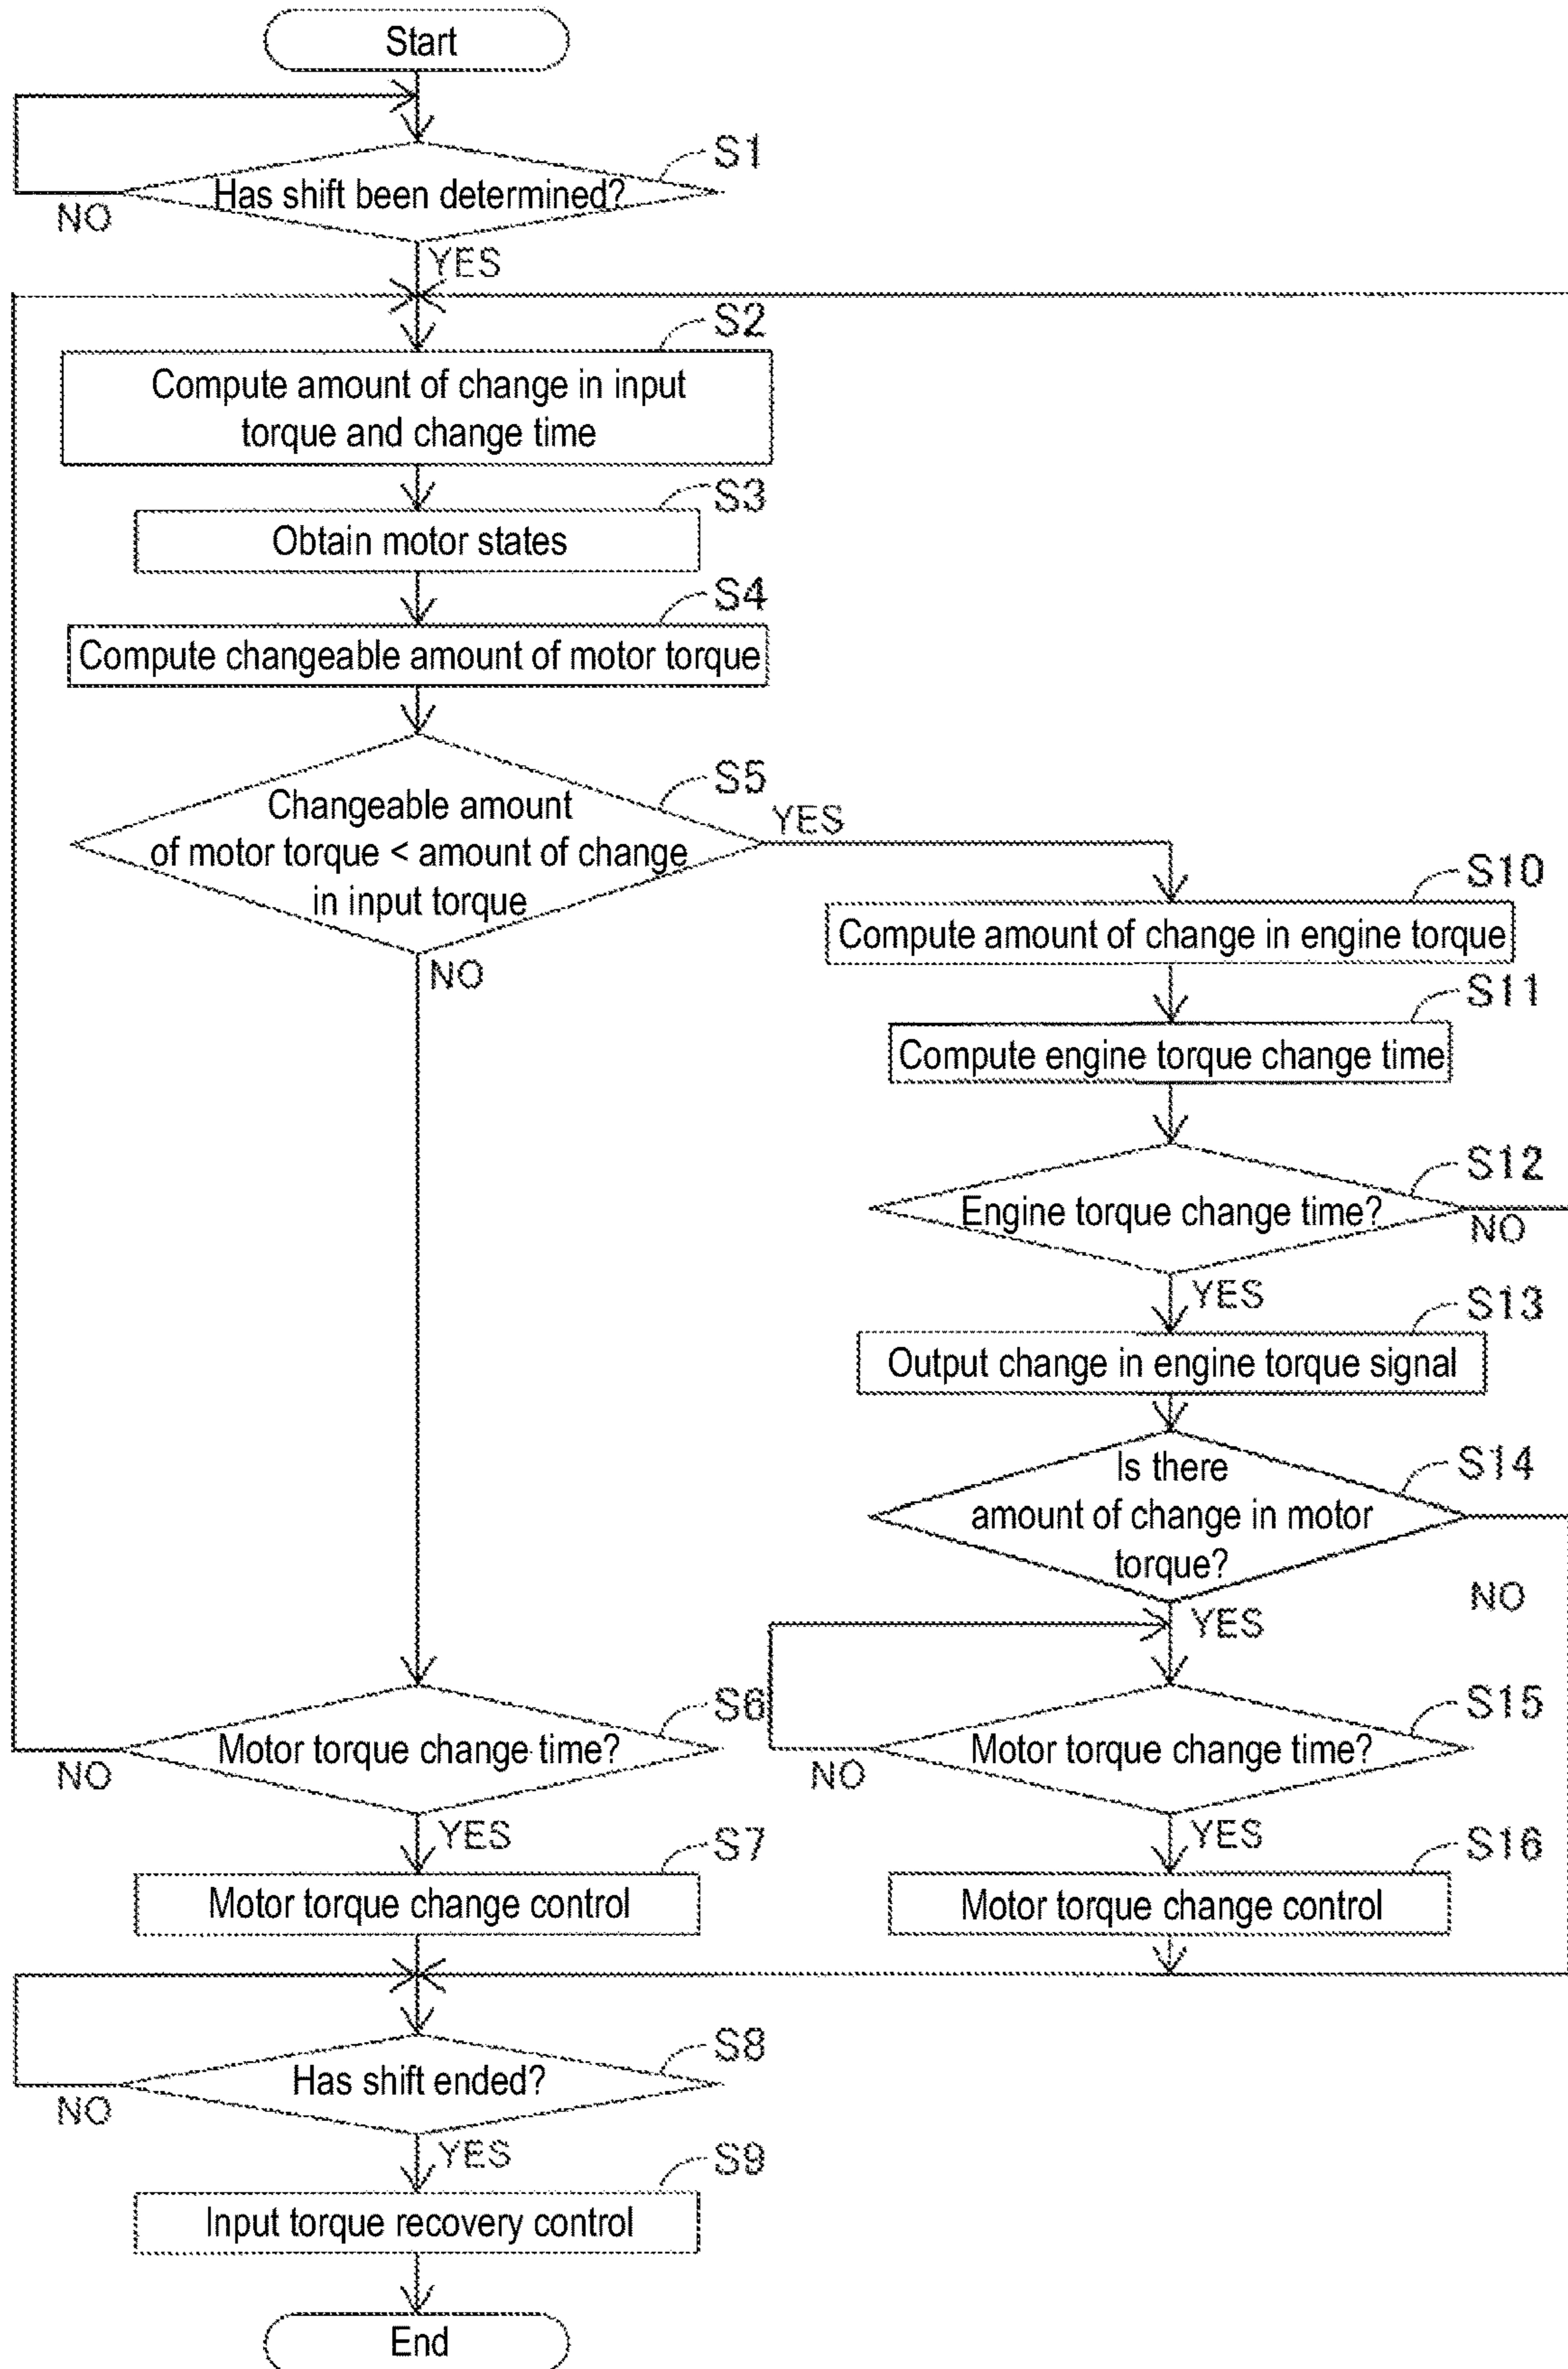 Start
S1
Has shift been determined?
NO
YES
S2
Compute amount of change in input
torque and change time
S3
Obtain motor states
S4
Compute changeable amount of motor torque
S5
Changeable amount
of motor torque < amount of change
in input torque
YES
NO
S10
Compute amount of change in engine torque
S11
Compute engine torque change time
S12
Engine torque change time?
NO
YES
S13
Output change in engine torque signal
S14
Is there
amount of change in motor
torque?
NO
YES
S6
Motor torque change time?
NO
YES
S15
Motor torque change time?
NO
YES
S7
Motor torque change control
S16
Motor torque change control
S8
Has shift ended?
NO
YES
S9
Input torque recovery control
End